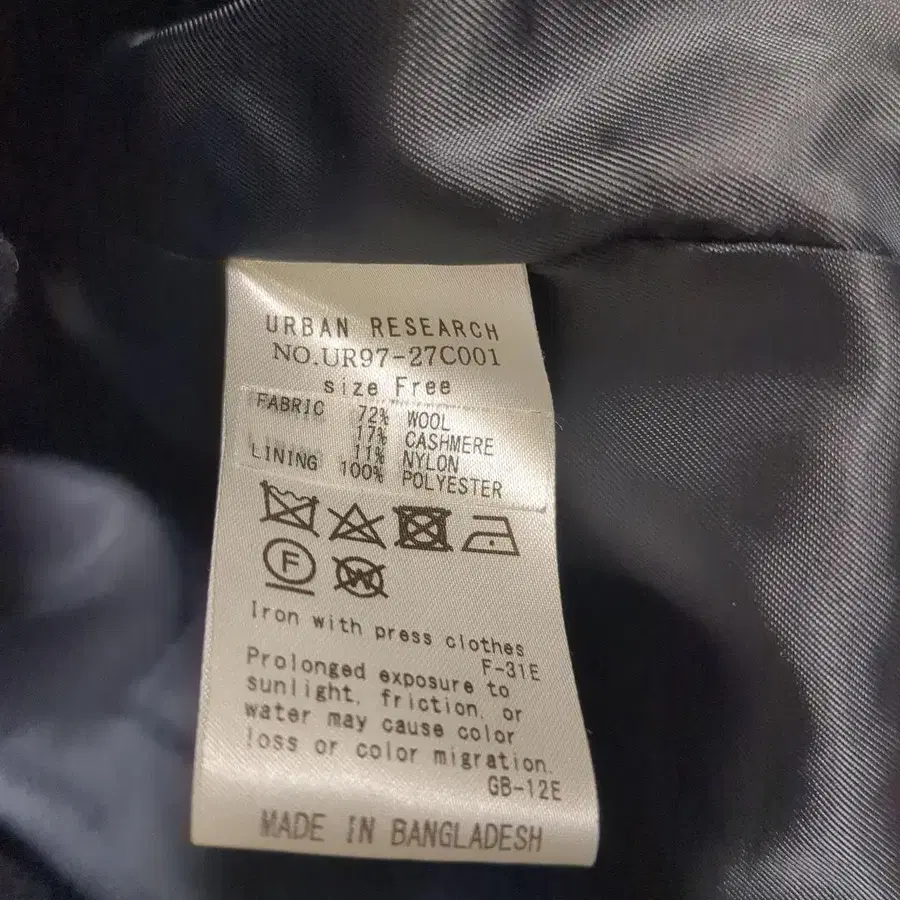 URBAN RESEARCH
NO.UR97-27C001
size Free
FABRIC 72% WOOL
17% CASHMERE
11% NYLON
LINING 100% POLYESTER
F W
Iron with press clothes
F-31E
Prolonged exposure to
sunlight, friction, or
water may cause color
loss or color migration.
GB-12E
MADE IN BANGLADESH